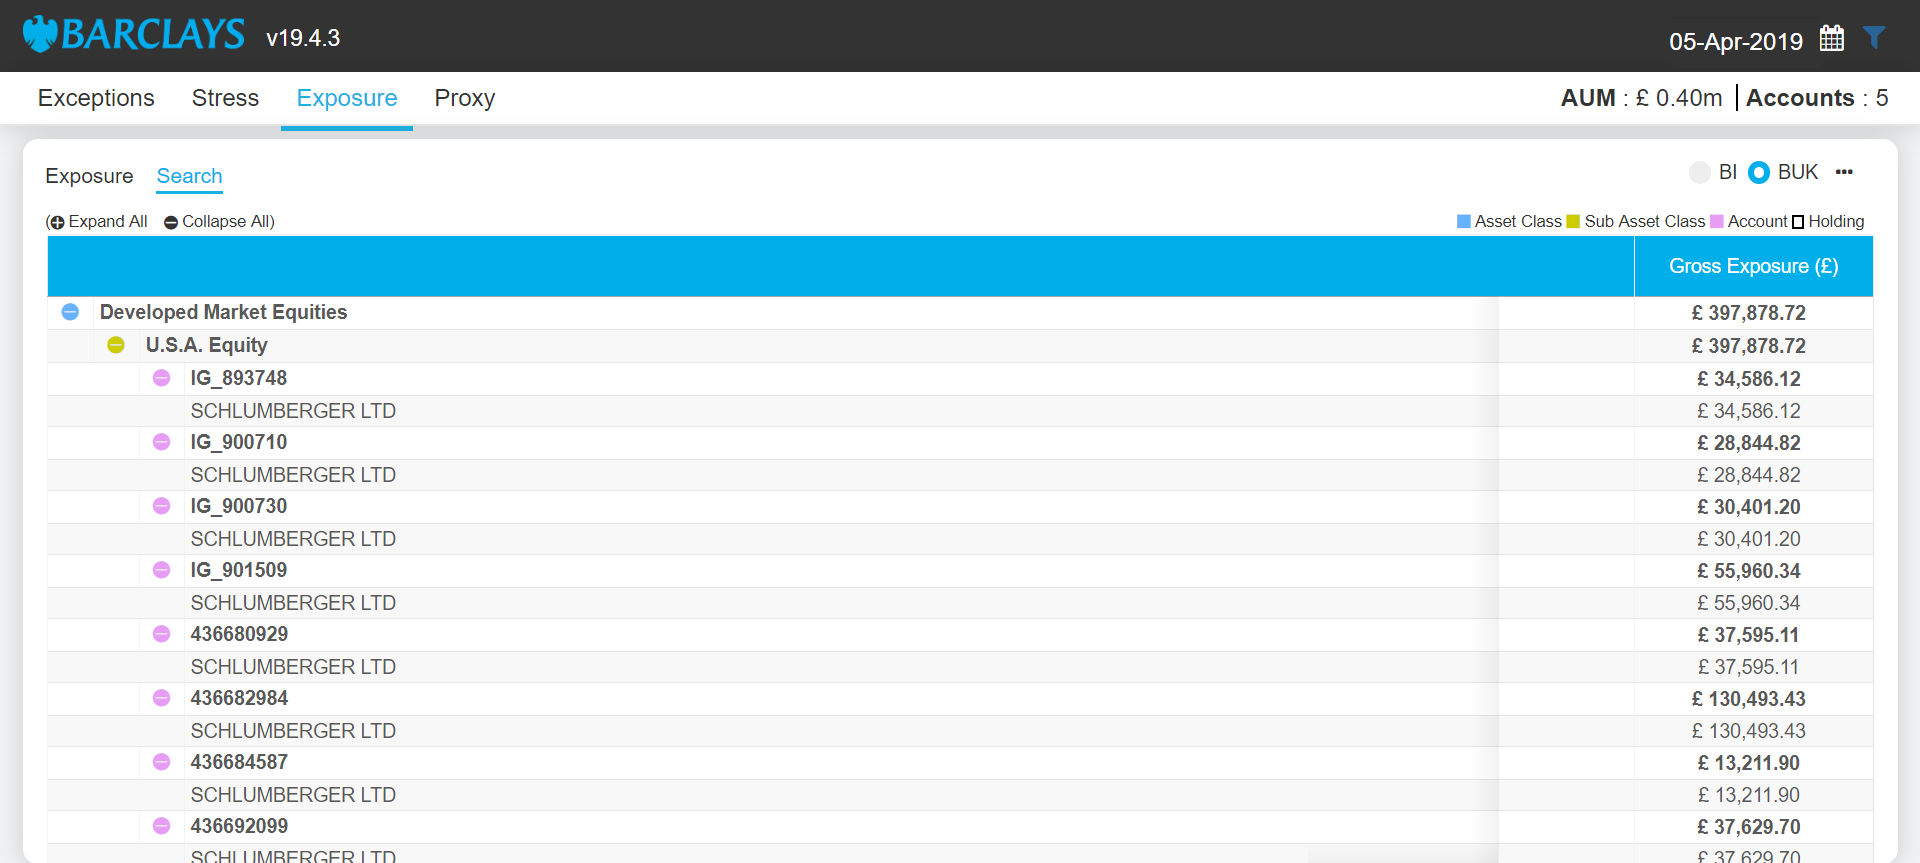 BARCLAYS v19.4.3 05-Apr-2019
Exceptions Stress Exposure Proxy AUM : £ 0.40m Accounts : 5
Exposure Search BI BUK ...
(Expand All Collapse All) Asset Class Sub Asset Class Account Holding
Gross Exposure (£)
Developed Market Equities £ 397,878.72
U.S.A. Equity £ 397,878.72
IG_893748 £ 34,586.12
SCHLUMBERGER LTD £ 34,586.12
IG_900710 £ 28,844.82
SCHLUMBERGER LTD £ 28,844.82
IG_900730 £ 30,401.20
SCHLUMBERGER LTD £ 30,401.20
IG_901509 £ 55,960.34
SCHLUMBERGER LTD £ 55,960.34
436680929 £ 37,595.11
SCHLUMBERGER LTD £ 37,595.11
436682984 £ 130,493.43
SCHLUMBERGER LTD £ 130,493.43
436684587 £ 13,211.90
SCHLUMBERGER LTD £ 13,211.90
436692099 £ 37,629.70
SCHLUMBERGER LTD £ 37,629.70